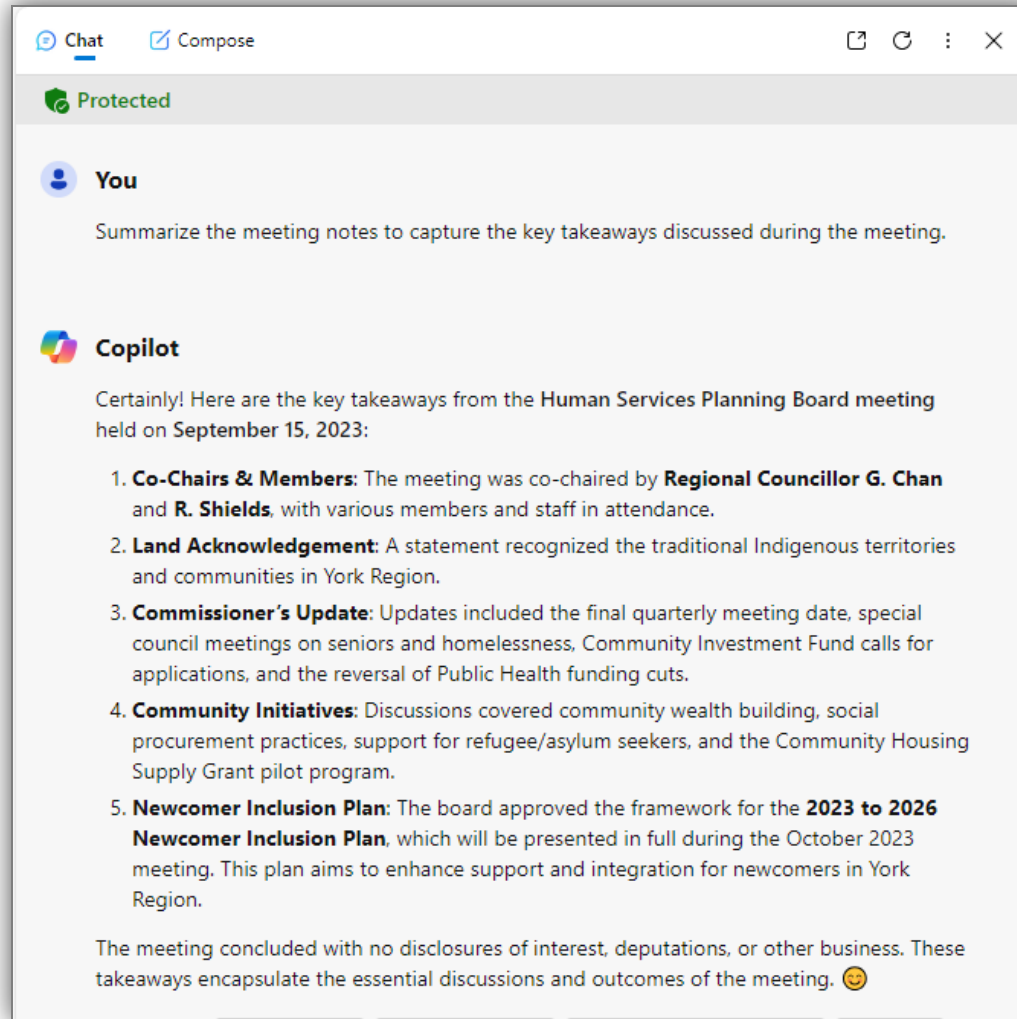 Chat Compose
Protected
You
Summarize the meeting notes to capture the key takeaways discussed during the meeting.
Copilot
Certainly! Here are the key takeaways from the Human Services Planning Board meeting
held on September 15, 2023:
1. Co-Chairs & Members: The meeting was co-chaired by Regional Councillor G. Chan
and R. Shields, with various members and staff in attendance.
2. Land Acknowledgement: A statement recognized the traditional Indigenous territories
and communities in York Region.
3. Commissioner's Update: Updates included the final quarterly meeting date, special
council meetings on seniors and homelessness, Community Investment Fund calls for
applications, and the reversal of Public Health funding cuts.
4. Community Initiatives: Discussions covered community wealth building, social
procurement practices, support for refugee/asylum seekers, and the Community Housing
Supply Grant pilot program.
5. Newcomer Inclusion Plan: The board approved the framework for the 2023 to 2026
Newcomer Inclusion Plan, which will be presented in full during the October 2023
meeting. This plan aims to enhance support and integration for newcomers in York
Region.
The meeting concluded with no disclosures of interest, deputations, or other business. These
takeaways encapsulate the essential discussions and outcomes of the meeting. 😊